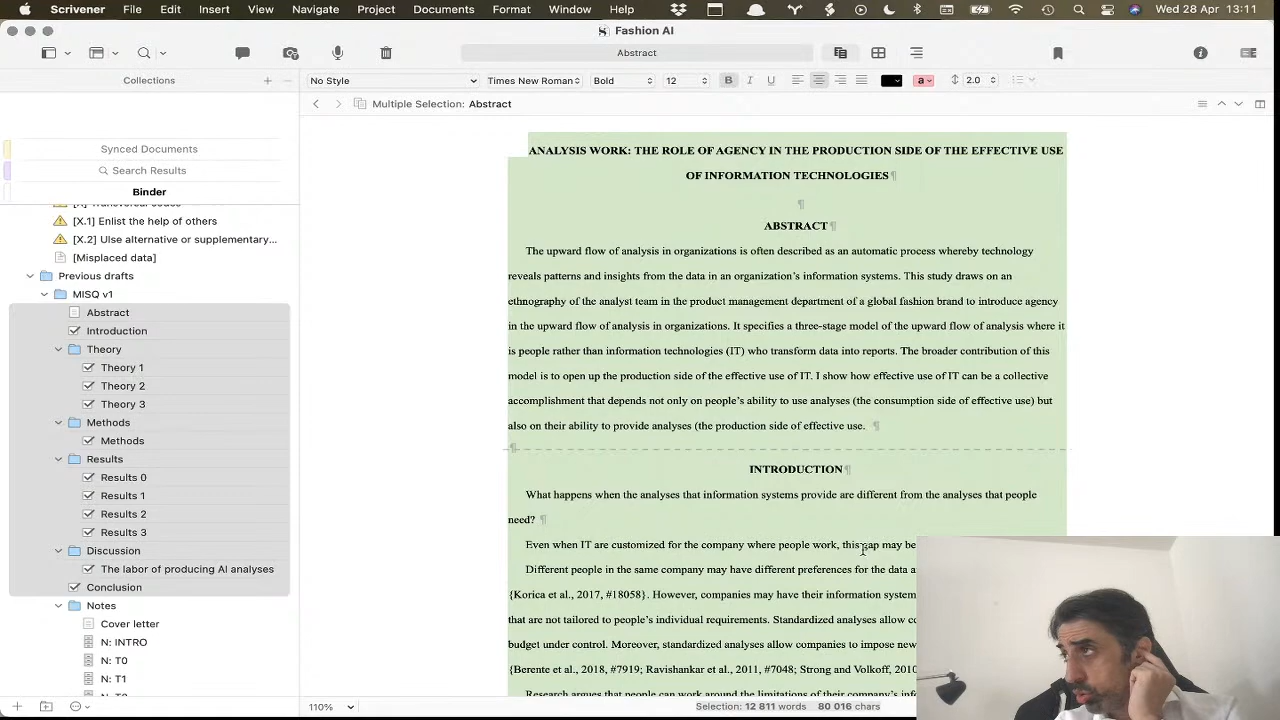 Scrivener File Edit Insert View Navigate Project Documents Format Window Help Wed 28 Apr 13:11
Fashion AI
Abstract
Collections
No Style Times New Roman Bold 12 B I U a 2.0
Multiple Selection: Abstract
Synced Documents
Search Results
Binder
[X.1] Enlist the help of others
[X.2] Ulse alternative or supplementary...
[Misplaced data]
Previous drafts
MISQ v1
Abstract
Introduction
Theory
Theory 1
Theory 2
Theory 3
Methods
Methods
Results
Results 0
Results 1
Results 2
Results 3
Discussion
The labor of producing AI analyses
Conclusion
Notes
Cover letter
N: INTRO
N: T0
N: T1
ANALYSIS WORK: THE ROLE OF AGENCY IN THE PRODUCTION SIDE OF THE EFFECTIVE USE
OF INFORMATION TECHNOLOGIES¶
¶
ABSTRACT¶
The upward flow of analysis in organizations is often described as an automatic process whereby technology
reveals patterns and insights from the data in an organization's information systems. This study draws on an
ethnography of the analyst team in the product management department of a global fashion brand to introduce agency
in the upward flow of analysis in organizations. It specifies a three-stage model of the upward flow of analysis where it
is people rather than information technologies (IT) who transform data into reports. The broader contribution of this
model is to open up the production side of the effective use of IT. I show how effective use of IT can be a collective
accomplishment that depends not only on people's ability to use analyses (the consumption side of effective use) but
also on their ability to provide analyses (the production side of effective use. ¶
¶
INTRODUCTION¶
What happens when the analyses that information systems provide are different from the analyses that people
need? ¶
Even when IT are customized for the company where people work, this gap may be
Different people in the same company may have different preferences for the data a
{Korica et al., 2017, #18058}. However, companies may have their information system
that are not tailored to people's individual requirements. Standardized analyses allow co
budget under control. Moreover, standardized analyses allow companies to impose new
{Berente et al., 2018, #7919; Ravishankar et al., 2011, #7048; Strong and Volkoff, 2010
Research argues that people can work around the limitations of their company's info
110% Selection: 12 811 words 80 016 chars